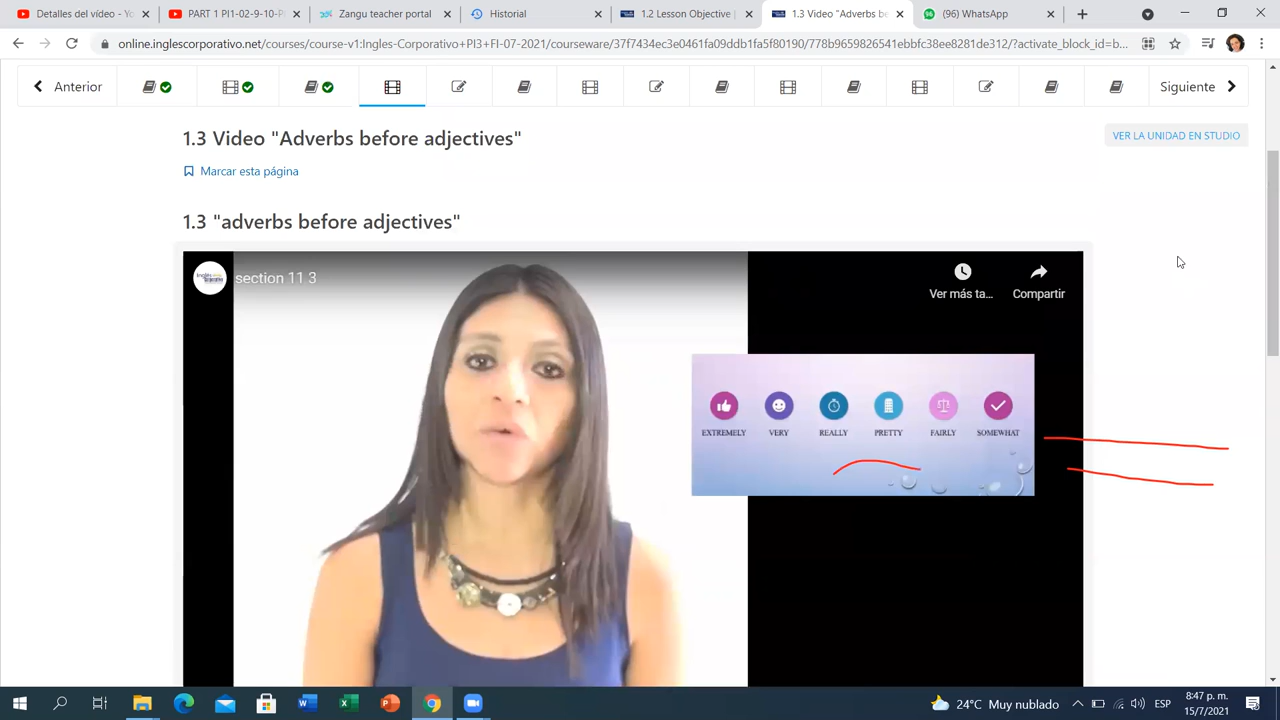 Detalles del vídeo - Yo
PART 1 PI-02-9-10-P
Zangu teacher portal
Historial
1.2 Lesson Objective |
1.3 Video "Adverbs be
(96) WhatsApp
online.inglescorporativo.net/courses/course-v1:Ingles-Corporativo+PI3+FI-07-2021/courseware/37f7434ec3e0461fa09ddb1fa5f80190/778b9659826541ebbfc38ee8281de312/?activate_block_id=b...
Anterior
Siguiente
1.3 Video "Adverbs before adjectives"
VER LA UNIDAD EN STUDIO
Marcar esta página
1.3 "adverbs before adjectives"
section 11 3
Ver más ta...
Compartir
EXTREMELY VERY REALLY PRETTY FAIRLY SOMEWHAT
24°C Muy nublado
ESP
8:47 p. m.
15/7/2021